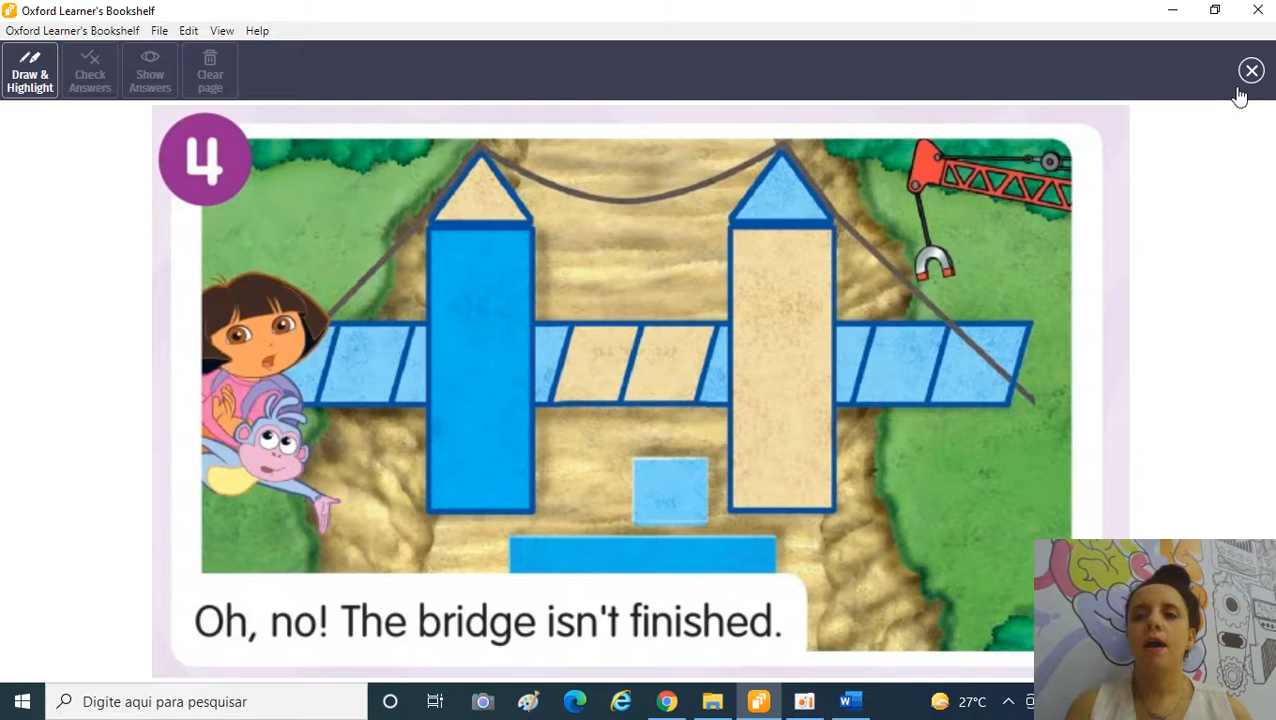 Oxford Learner's Bookshelf
Oxford Learner's Bookshelf File Edit View Help
Draw & Highlight
Check Answers
Show Answers
Clear page
4
Oh, no! The bridge isn't finished.
Digite aqui para pesquisar
27°C